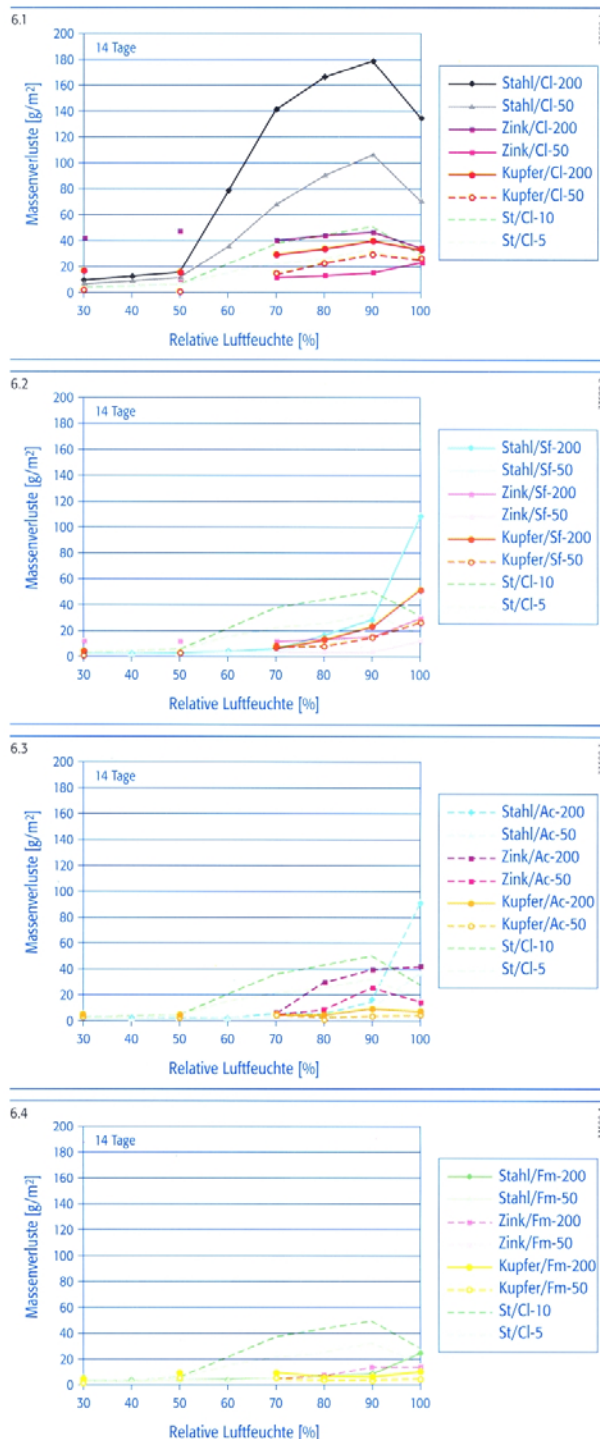 6.1
14 Tage
Massenverluste [g/m²]
200
180
160
140
120
100
80
60
40
20
0
30 40 50 60 70 80 90 100
Relative Luftfeuchte [%]
Stahl/Cl-200
Stahl/Cl-50
Zink/Cl-200
Zink/Cl-50
Kupfer/Cl-200
Kupfer/Cl-50
St/Cl-10
St/Cl-5
6.2
14 Tage
Massenverluste [g/m²]
200
180
160
140
120
100
80
60
40
20
0
30 40 50 60 70 80 90 100
Relative Luftfeuchte [%]
Stahl/Sf-200
Stahl/Sf-50
Zink/Sf-200
Zink/Sf-50
Kupfer/Sf-200
Kupfer/Sf-50
St/Cl-10
St/Cl-5
6.3
14 Tage
Massenverluste [g/m²]
200
180
160
140
120
100
80
60
40
20
0
30 40 50 60 70 80 90 100
Relative Luftfeuchte [%]
Stahl/Ac-200
Stahl/Ac-50
Zink/Ac-200
Zink/Ac-50
Kupfer/Ac-200
Kupfer/Ac-50
St/Cl-10
St/Cl-5
6.4
14 Tage
Massenverluste [g/m²]
200
180
160
140
120
100
80
60
40
20
0
30 40 50 60 70 80 90 100
Relative Luftfeuchte [%]
Stahl/Fm-200
Stahl/Fm-50
Zink/Fm-200
Zink/Fm-50
Kupfer/Fm-200
Kupfer/Fm-50
St/Cl-10
St/Cl-5